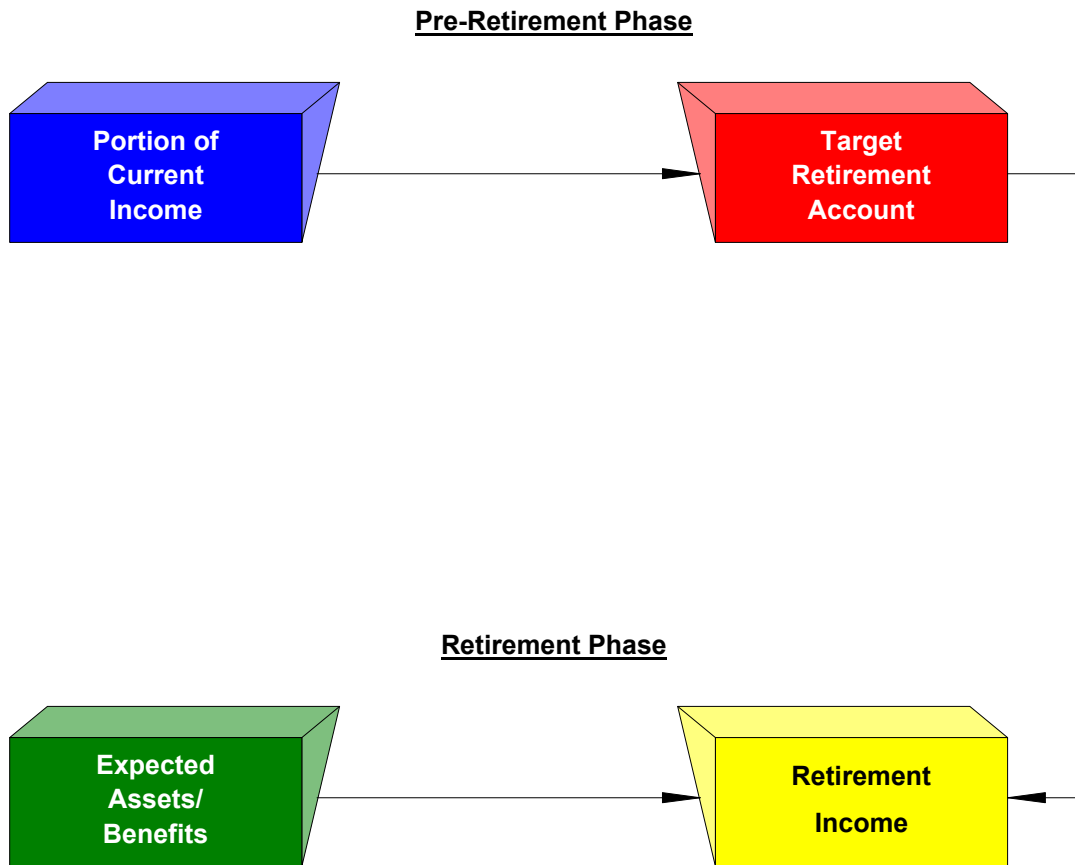 Pre-Retirement Phase
Portion of
Current
Income
Target
Retirement
Account
Retirement Phase
Expected
Assets/
Benefits
Retirement
Income